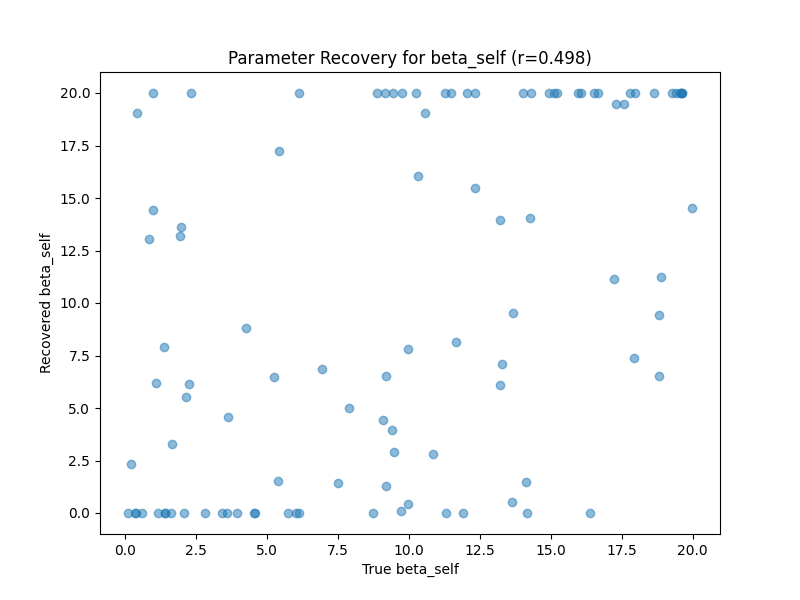 Parameter Recovery for beta_self (r=0.498)
Recovered beta_self
20.0
17.5
15.0
12.5
10.0
7.5
5.0
2.5
0.0
0.0 2.5 5.0 7.5 10.0 12.5 15.0 17.5 20.0
True beta_self